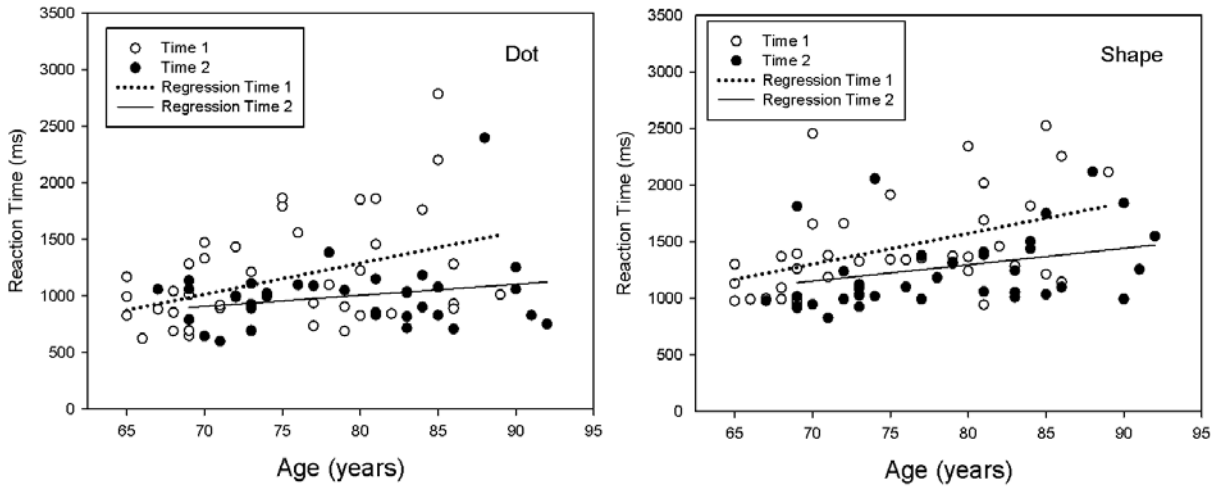 3500
3000
2500
2000
1500
1000
500
0
Reaction Time (ms)
Time 1
Time 2
Regression Time 1
Regression Time 2
Dot
65 70 75 80 85 90 95
Age (years)
3500
3000
2500
2000
1500
1000
500
0
Reaction Time (ms)
Time 1
Time 2
Regression Time 1
Regression Time 2
Shape
65 70 75 80 85 90 95
Age (years)